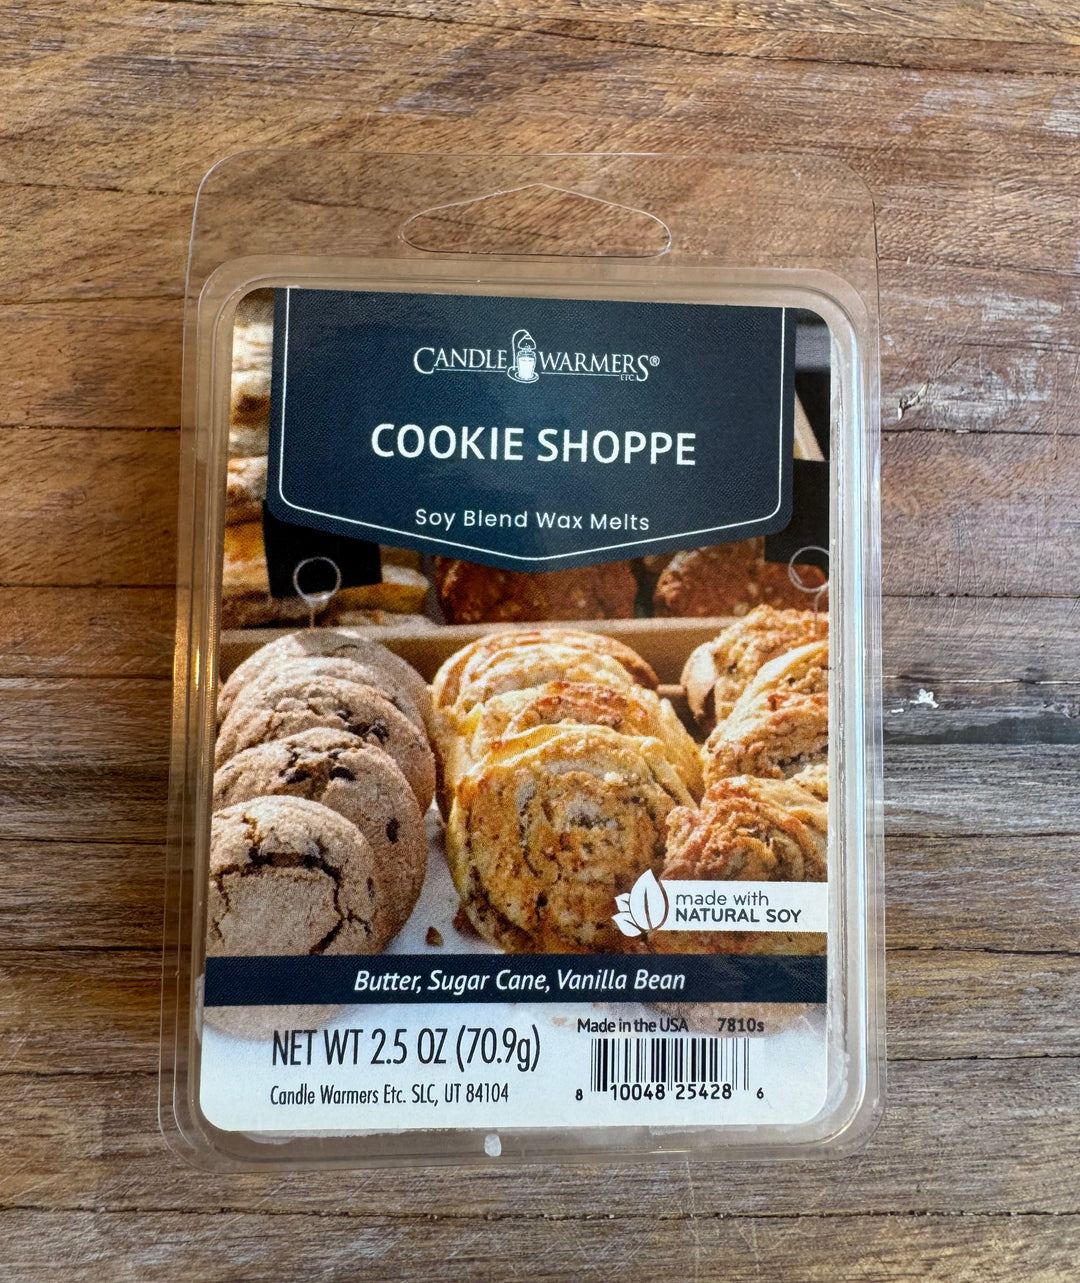 CANDLE WARMERS®
ETC
COOKIE SHOPPE
Soy Blend Wax Melts
made with
NATURAL SOY
Butter, Sugar Cane, Vanilla Bean
NET WT 2.5 OZ (70.9g)
Candle Warmers Etc. SLC, UT 84104
Made in the USA 7810s
8 10048 25428 6